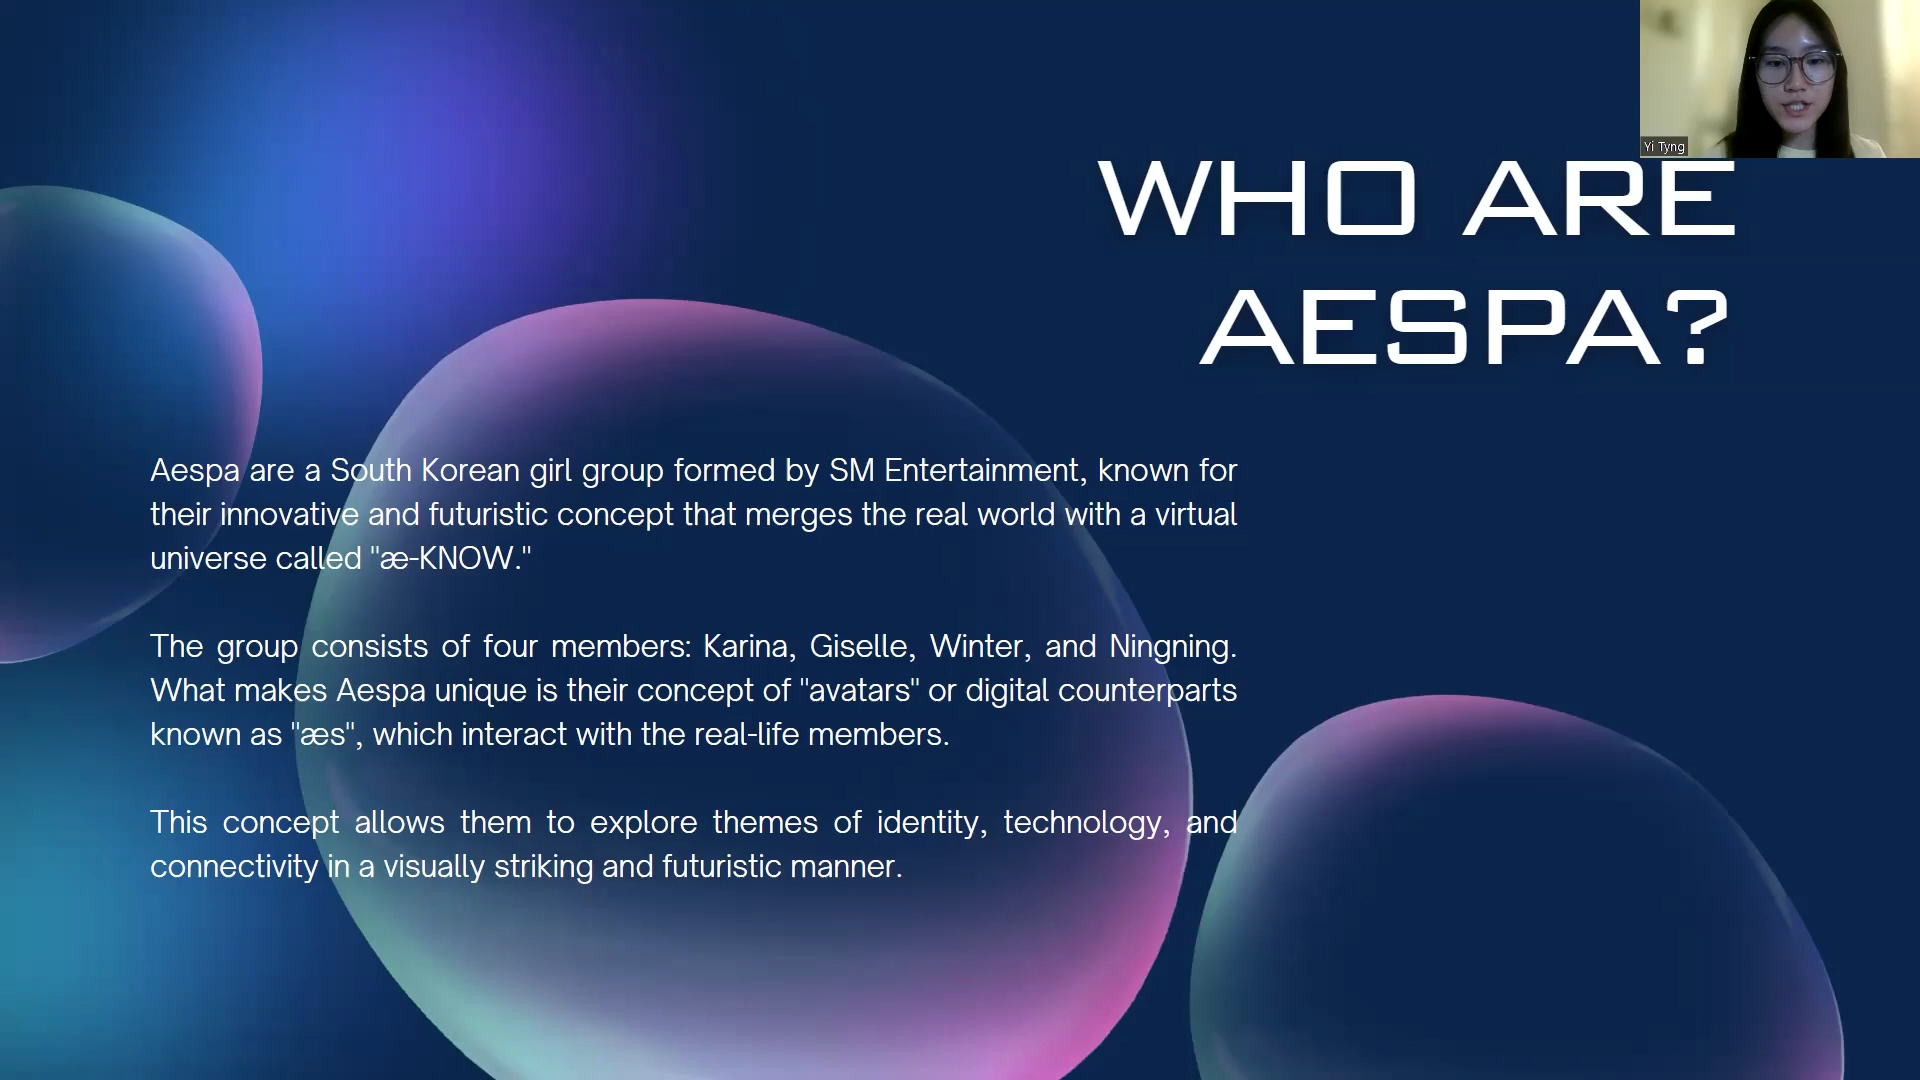 Yi Tyng
WHO ARE
AESPA?
Aespa are a South Korean girl group formed by SM Entertainment, known for
their innovative and futuristic concept that merges the real world with a virtual
universe called "æ-KNOW."
The group consists of four members: Karina, Giselle, Winter, and Ningning.
What makes Aespa unique is their concept of "avatars" or digital counterparts
known as "æs", which interact with the real-life members.
This concept allows them to explore themes of identity, technology, and
connectivity in a visually striking and futuristic manner.